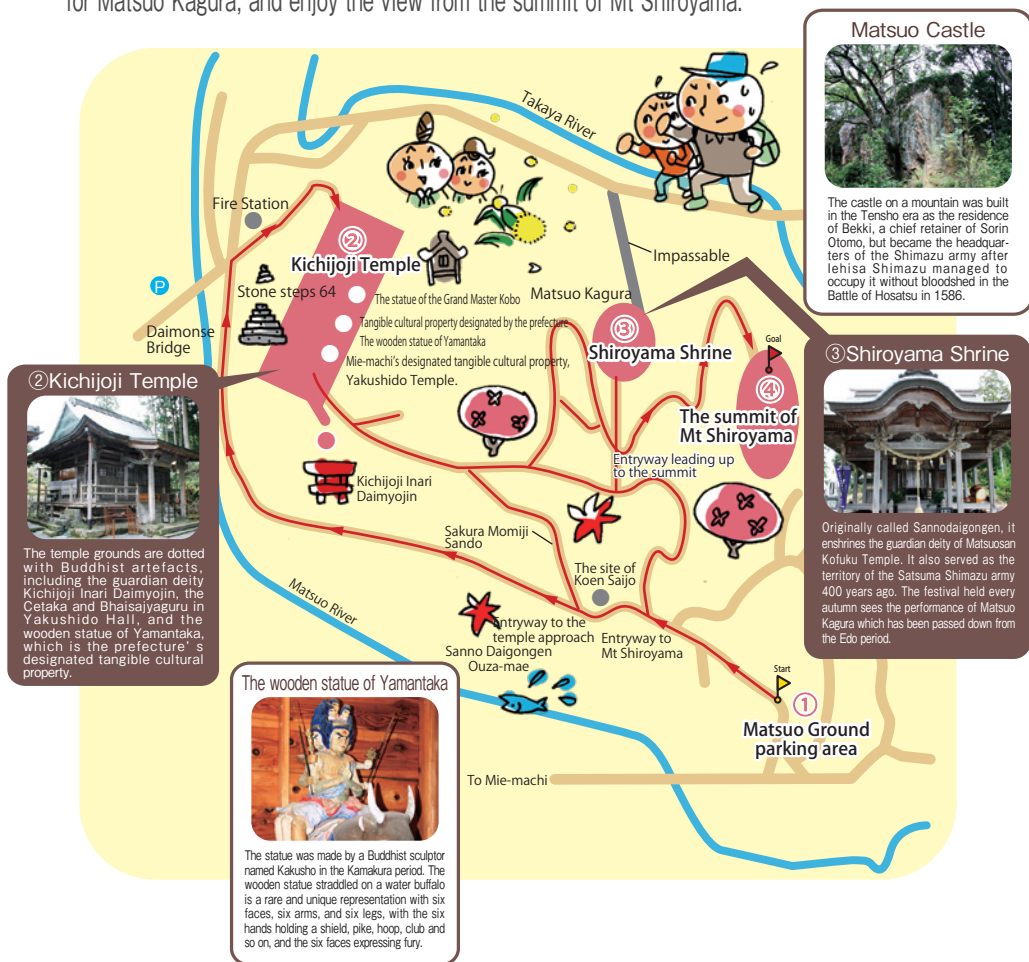 for Matsuo Kagura, and enjoy the view from the summit of Mt Shiroyama.
Matsuo Castle
The castle on a mountain was built
in the Tensho era as the residence
of Bekki, a chief retainer of Sorin
Otomo, but became the headquar-
ters of the Shimazu army after
Iehisa Shimazu managed to
occupy it without bloodshed in the
Battle of Hosatsu in 1586.
Takaya River
Fire Station
②
Kichijoji Temple
Stone steps 64
The statue of the Grand Master Kobo
Tangible cultural property designated by the prefecture
The wooden statue of Yamantaka
Mie-machi's designated tangible cultural property,
Yakushido Temple.
P
Daimonse
Bridge
Impassable
Matsuo Kagura
③
Shiroyama Shrine
Goal
④
The summit of
Mt Shiroyama
Entryway leading up
to the summit
②Kichijoji Temple
The temple grounds are dotted
with Buddhist artefacts,
including the guardian deity
Kichijoji Inari Daimyojin, the
Cetaka and Bhaisajyaguru in
Yakushido Hall, and the
wooden statue of Yamantaka,
which is the prefecture' s
designated tangible cultural
property.
③Shiroyama Shrine
Originally called Sannodaigongen, it
enshrines the guardian deity of Matsuosan
Kofuku Temple. It also served as the
territory of the Satsuma Shimazu army
400 years ago. The festival held every
autumn sees the performance of Matsuo
Kagura which has been passed down from
the Edo period.
Kichijoji Inari
Daimyojin
Sakura Momiji
Sando
The site of
Koen Saijo
Matsuo River
Entryway to the
temple approach
Sanno Daigongen
Ouza-mae
Entryway to
Mt Shiroyama
Start
①
Matsuo Ground
parking area
To Mie-machi
The wooden statue of Yamantaka
The statue was made by a Buddhist sculptor
named Kakusho in the Kamakura period. The
wooden statue straddled on a water buffalo
is a rare and unique representation with six
faces, six arms, and six legs, with the six
hands holding a shield, pike, hoop, club and
so on, and the six faces expressing fury.